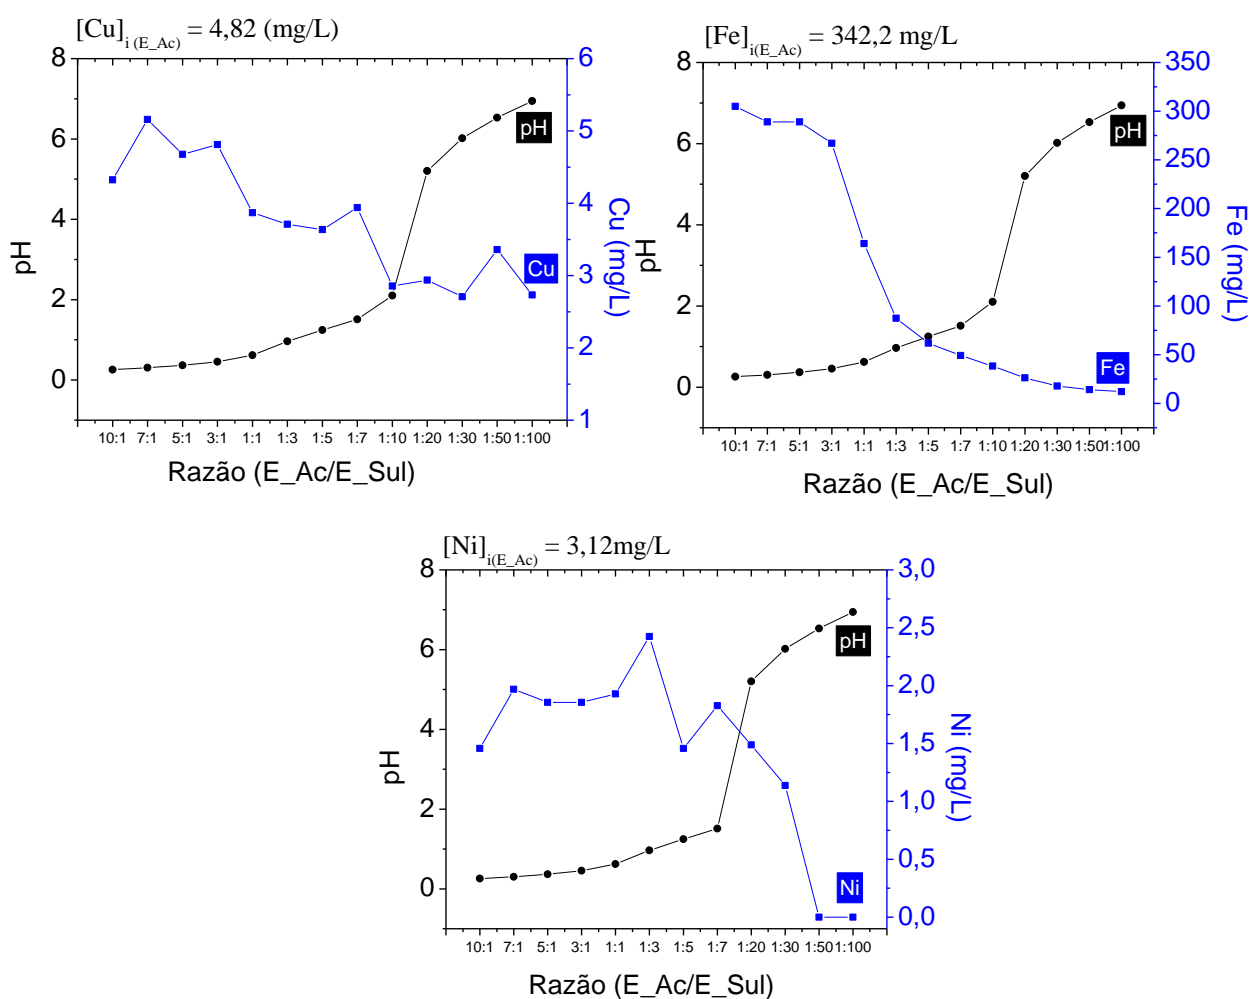 [Cu]i (E_Ac) = 4,82 (mg/L)
8
6
4
2
0
pH
6
5
4
3
2
1
Cu (mg/L)
pH
Cu
10:1 7:1 5:1 3:1 1:1 1:3 1:5 1:7 1:10 1:20 1:30 1:50 1:100
Razão (E_Ac/E_Sul)
[Fe]i(E_Ac) = 342,2 mg/L
8
6
4
2
0
pH
350
300
250
200
150
100
50
0
Fe (mg/L)
pH
Fe
10:1 7:1 5:1 3:1 1:1 1:3 1:5 1:7 1:10 1:20 1:30 1:50 1:100
Razão (E_Ac/E_Sul)
[Ni]i(E_Ac) = 3,12mg/L
8
6
4
2
0
pH
3,0
2,5
2,0
1,5
1,0
0,5
0,0
Ni (mg/L)
pH
Ni
10:1 7:1 5:1 3:1 1:1 1:3 1:5 1:7 1:20 1:30 1:50 1:100
Razão (E_Ac/E_Sul)